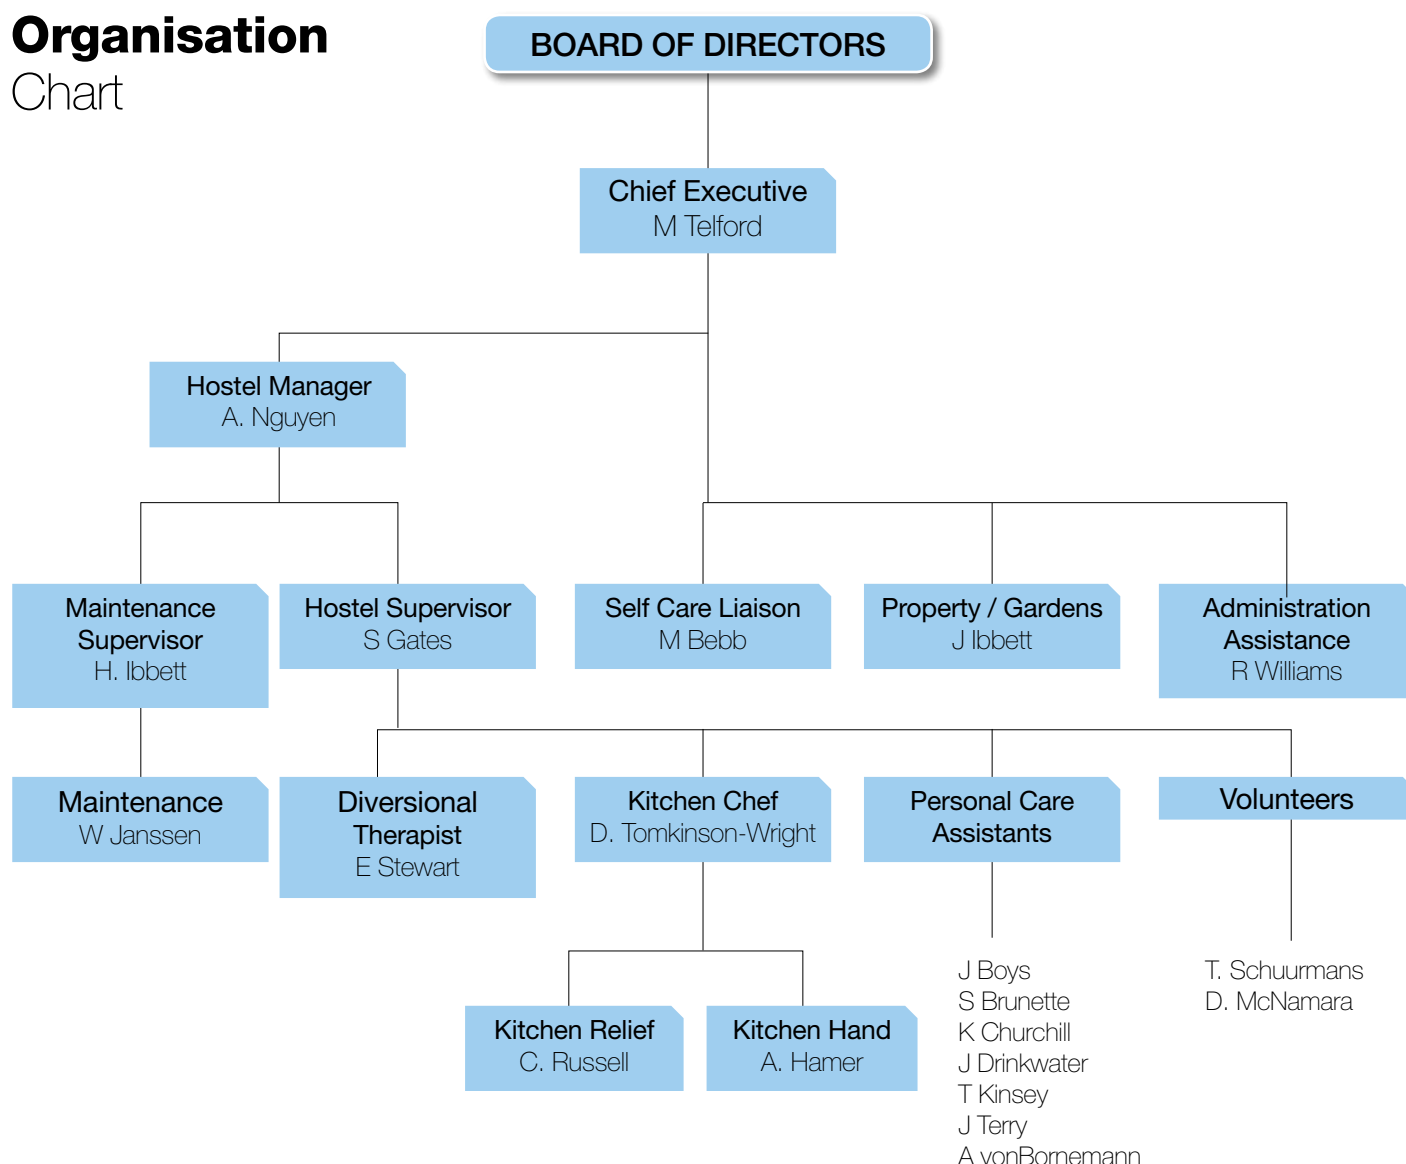 Organisation
Chart
BOARD OF DIRECTORS
Chief Executive
M Telford
Hostel Manager
A. Nguyen
Maintenance
Supervisor
H. Ibbett
Hostel Supervisor
S Gates
Self Care Liaison
M Bebb
Property / Gardens
J Ibbett
Administration
Assistance
R Williams
Maintenance
W Janssen
Diversional
Therapist
E Stewart
Kitchen Chef
D. Tomkinson-Wright
Personal Care
Assistants
Volunteers
Kitchen Relief
C. Russell
Kitchen Hand
A. Hamer
J Boys
S Brunette
K Churchill
J Drinkwater
T Kinsey
J Terry
A vonBornemann
T. Schuurmans
D. McNamara